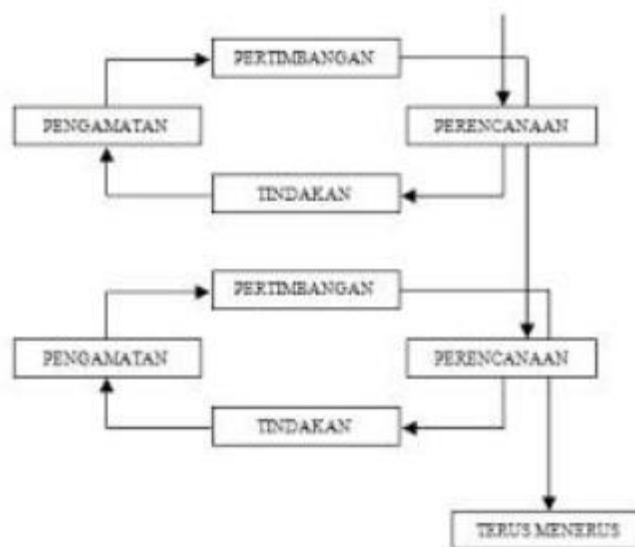 PERTIMBANGAN
PENGAMATAN
PERENCANAAN
TINDAKAN
PERTIMBANGAN
PENGAMATAN
PERENCANAAN
TINDAKAN
TERUS MENERUS